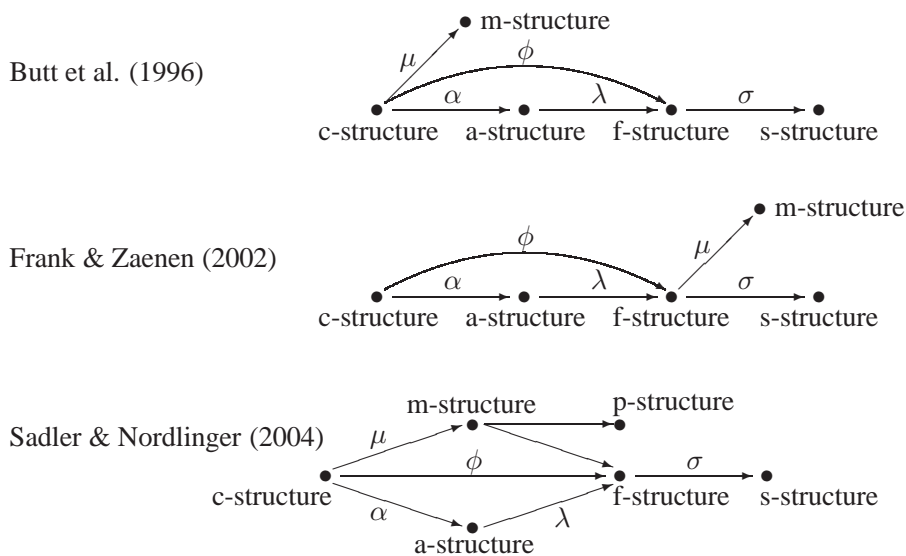 m-structure
μ
ϕ
Butt et al. (1996)
α
λ
σ
c-structure
a-structure
f-structure
s-structure
m-structure
μ
ϕ
Frank & Zaenen (2002)
α
λ
σ
c-structure
a-structure
f-structure
s-structure
m-structure
p-structure
Sadler & Nordlinger (2004)
μ
ϕ
σ
c-structure
f-structure
s-structure
α
λ
a-structure